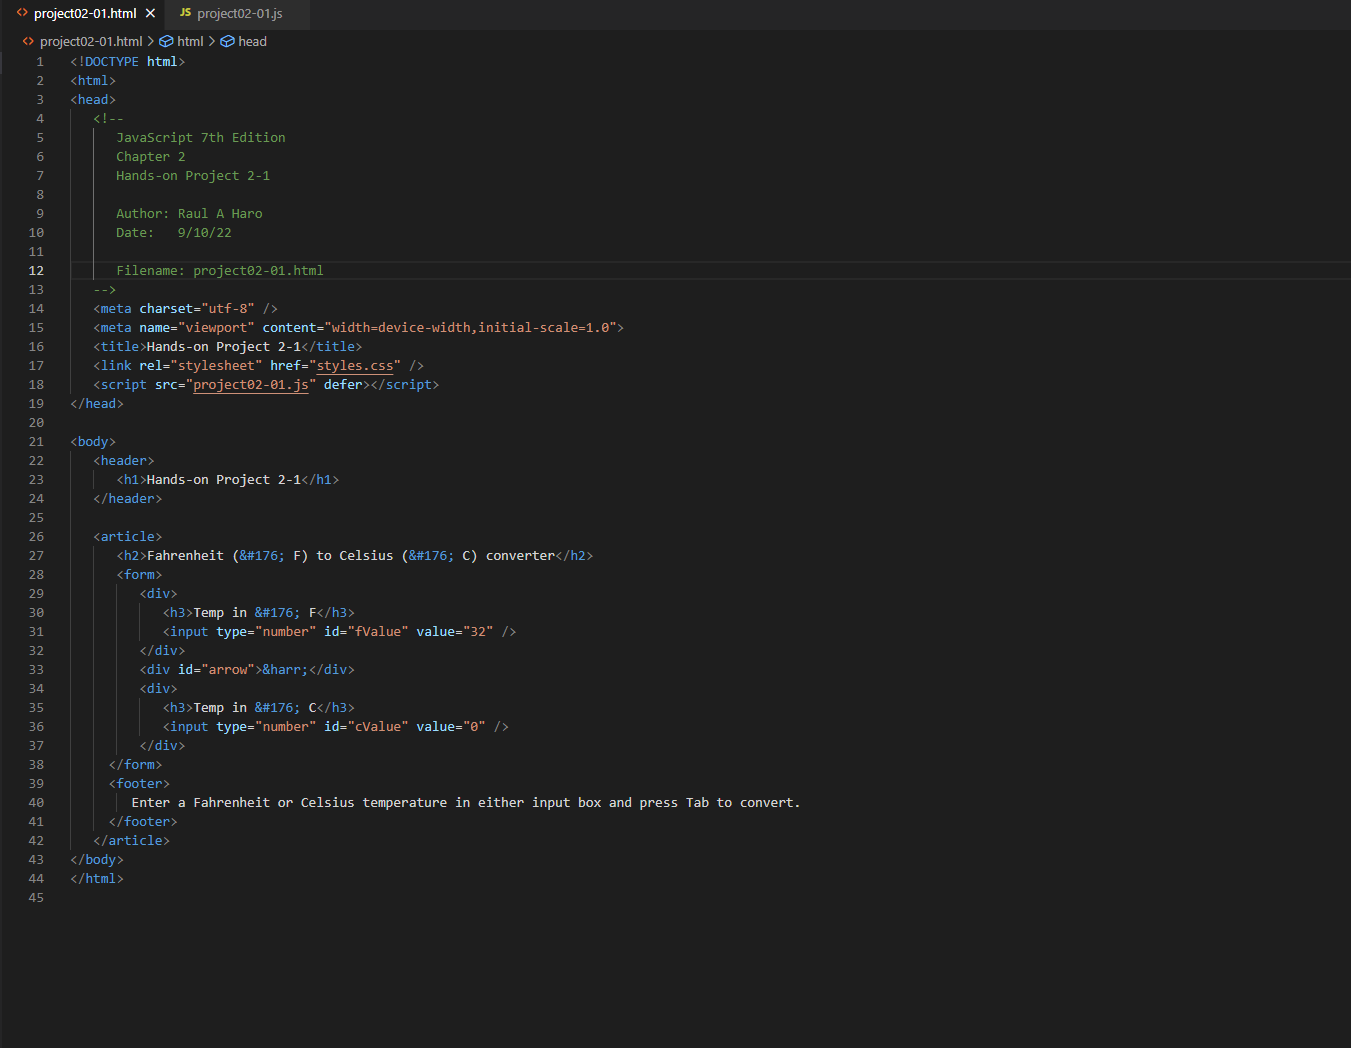 project02-01.html
JS project02-01.js
project02-01.html > html > head
1 <!DOCTYPE html>
2 <html>
3 <head>
4 <!--
5 JavaScript 7th Edition
6 Chapter 2
7 Hands-on Project 2-1
8
9 Author: Raul A Haro
10 Date:   9/10/22
11
12 Filename: project02-01.html
13 -->
14 <meta charset="utf-8" />
15 <meta name="viewport" content="width=device-width,initial-scale=1.0">
16 <title>Hands-on Project 2-1</title>
17 <link rel="stylesheet" href="styles.css" />
18 <script src="project02-01.js" defer></script>
19 </head>
20
21 <body>
22 <header>
23 <h1>Hands-on Project 2-1</h1>
24 </header>
25
26 <article>
27 <h2>Fahrenheit (&#176; F) to Celsius (&#176; C) converter</h2>
28 <form>
29 <div>
30 <h3>Temp in &#176; F</h3>
31 <input type="number" id="fValue" value="32" />
32 </div>
33 <div id="arrow">&harr;</div>
34 <div>
35 <h3>Temp in &#176; C</h3>
36 <input type="number" id="cValue" value="0" />
37 </div>
38 </form>
39 <footer>
40 Enter a Fahrenheit or Celsius temperature in either input box and press Tab to convert.
41 </footer>
42 </article>
43 </body>
44 </html>
45